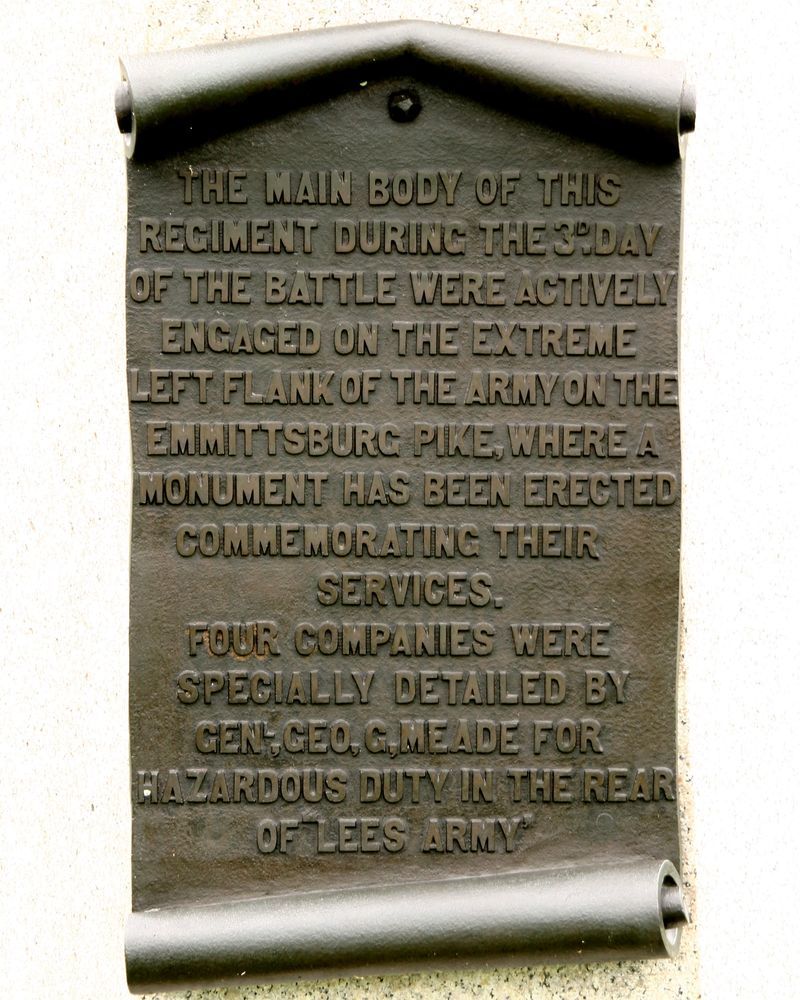 THE MAIN BODY OF THIS
REGIMENT DURING THE 3D. DAY
OF THE BATTLE WERE ACTIVELY
ENGAGED ON THE EXTREME
LEFT FLANK OF THE ARMY ON THE
EMMITTSBURG PIKE, WHERE A
MONUMENT HAS BEEN ERECTED
COMMEMORATING THEIR
SERVICES.
FOUR COMPANIES WERE
SPECIALLY DETAILED BY
GENL, GEO, G, MEADE FOR
HAZARDOUS DUTY IN THE REAR
OF "LEES ARMY"